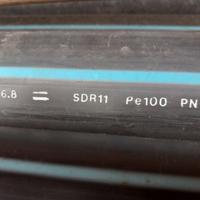 6.8 = SDR11 Pe100 PN